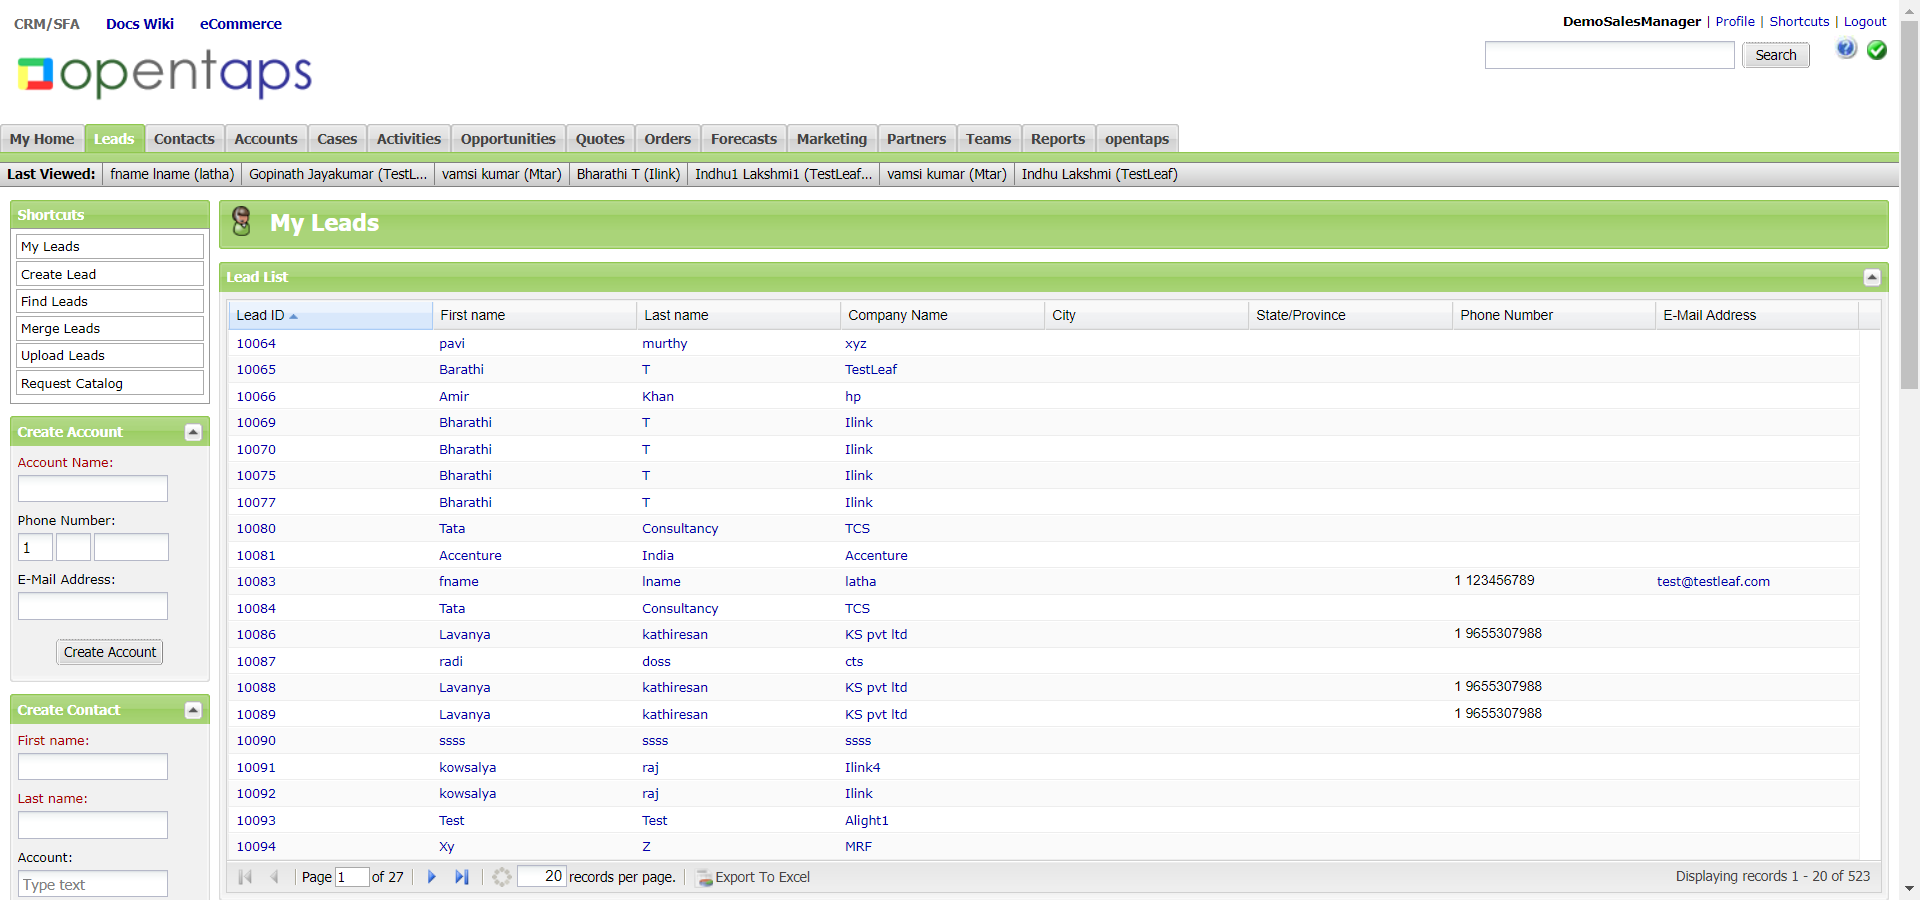 CRM/SFA Docs Wiki eCommerce
DemoSalesManager | Profile | Shortcuts | Logout
Search
opentaps
My Home Leads Contacts Accounts Cases Activities Opportunities Quotes Orders Forecasts Marketing Partners Teams Reports opentaps
Last Viewed: fname lname (latha) Gopinath Jayakumar (TestL... vamsi kumar (Mtar) Bharathi T (Ilink) Indhu1 Lakshmi1 (TestLeaf... vamsi kumar (Mtar) Indhu Lakshmi (TestLeaf)
Shortcuts
My Leads
Create Lead
Find Leads
Merge Leads
Upload Leads
Request Catalog
Create Account
Account Name:
Phone Number:
1
E-Mail Address:
Create Account
Create Contact
First name:
Last name:
Account:
Type text
My Leads
Lead List
Lead ID First name Last name Company Name City State/Province Phone Number E-Mail Address
10064 pavi murthy xyz
10065 Barathi T TestLeaf
10066 Amir Khan hp
10069 Bharathi T Ilink
10070 Bharathi T Ilink
10075 Bharathi T Ilink
10077 Bharathi T Ilink
10080 Tata Consultancy TCS
10081 Accenture India Accenture
10083 fname lname latha 1 123456789 test@testleaf.com
10084 Tata Consultancy TCS
10086 Lavanya kathiresan KS pvt ltd 1 9655307988
10087 radi doss cts
10088 Lavanya kathiresan KS pvt ltd 1 9655307988
10089 Lavanya kathiresan KS pvt ltd 1 9655307988
10090 ssss ssss ssss
10091 kowsalya raj Ilink4
10092 kowsalya raj Ilink
10093 Test Test Alight1
10094 Xy Z MRF
Page 1 of 27 20 records per page. Export To Excel Displaying records 1 - 20 of 523